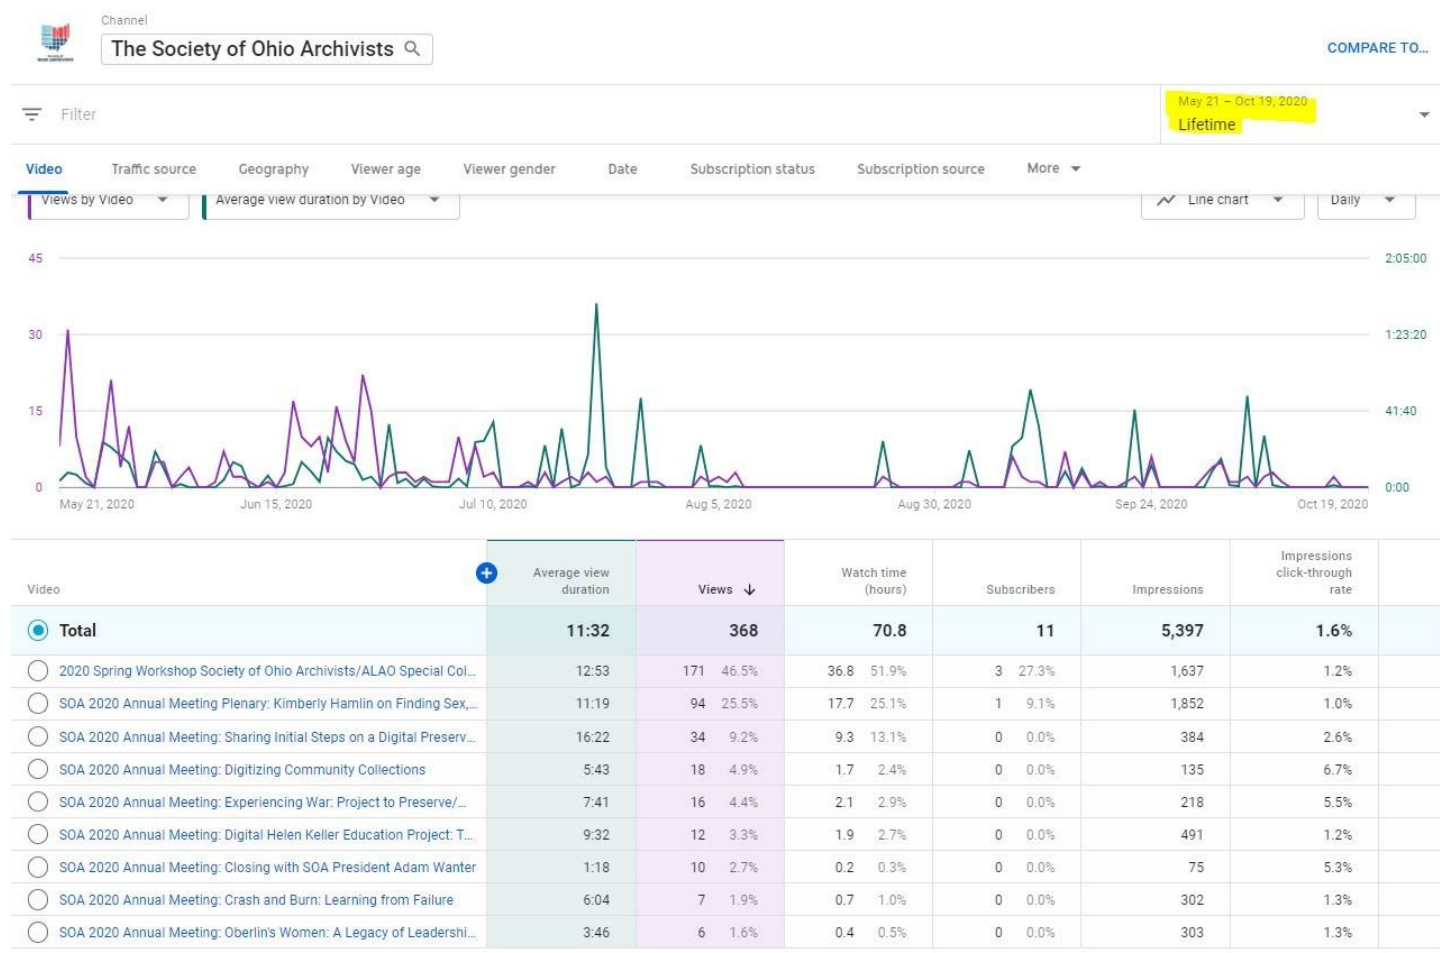 Channel
The Society of Ohio Archivists
COMPARE TO...
Filter
May 21 – Oct 19, 2020
Lifetime
Video Traffic source Geography Viewer age Viewer gender Date Subscription status Subscription source More
Views by Video Average view duration by Video Line chart Daily
45 2:05:00
30 1:23:20
15 41:40
0 0:00
May 21, 2020 Jun 15, 2020 Jul 10, 2020 Aug 5, 2020 Aug 30, 2020 Sep 24, 2020 Oct 19, 2020
Video Average view duration Views Watch time (hours) Subscribers Impressions Impressions click-through rate
Total 11:32 368 70.8 11 5,397 1.6%
2020 Spring Workshop Society of Ohio Archivists/ALAO Special Col... 12:53 171 46.5% 36.8 51.9% 3 27.3% 1,637 1.2%
SOA 2020 Annual Meeting Plenary: Kimberly Hamlin on Finding Sex,... 11:19 94 25.5% 17.7 25.1% 1 9.1% 1,852 1.0%
SOA 2020 Annual Meeting: Sharing Initial Steps on a Digital Preserv... 16:22 34 9.2% 9.3 13.1% 0 0.0% 384 2.6%
SOA 2020 Annual Meeting: Digitizing Community Collections 5:43 18 4.9% 1.7 2.4% 0 0.0% 135 6.7%
SOA 2020 Annual Meeting: Experiencing War: Project to Preserve/... 7:41 16 4.4% 2.1 2.9% 0 0.0% 218 5.5%
SOA 2020 Annual Meeting: Digital Helen Keller Education Project: T... 9:32 12 3.3% 1.9 2.7% 0 0.0% 491 1.2%
SOA 2020 Annual Meeting: Closing with SOA President Adam Wanter 1:18 10 2.7% 0.2 0.3% 0 0.0% 75 5.3%
SOA 2020 Annual Meeting: Crash and Burn: Learning from Failure 6:04 7 1.9% 0.7 1.0% 0 0.0% 302 1.3%
SOA 2020 Annual Meeting: Oberlin's Women: A Legacy of Leadershi... 3:46 6 1.6% 0.4 0.5% 0 0.0% 303 1.3%